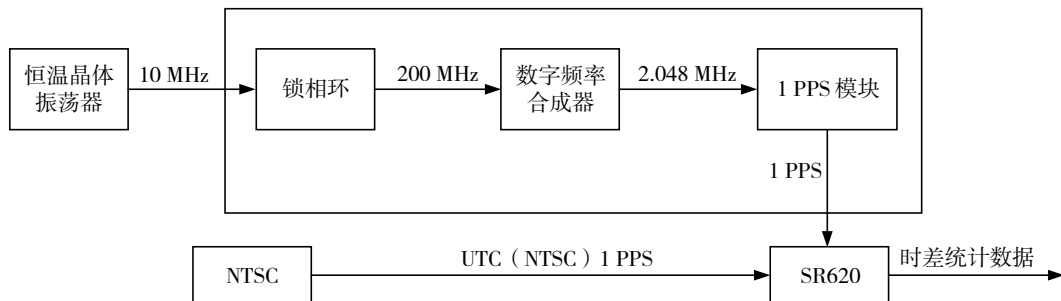 恒温晶体
振荡器
10 MHz
锁相环
200 MHz
数字频率
合成器
2.048 MHz
1 PPS 模块
1 PPS
NTSC
UTC（NTSC）1 PPS
SR620
时差统计数据